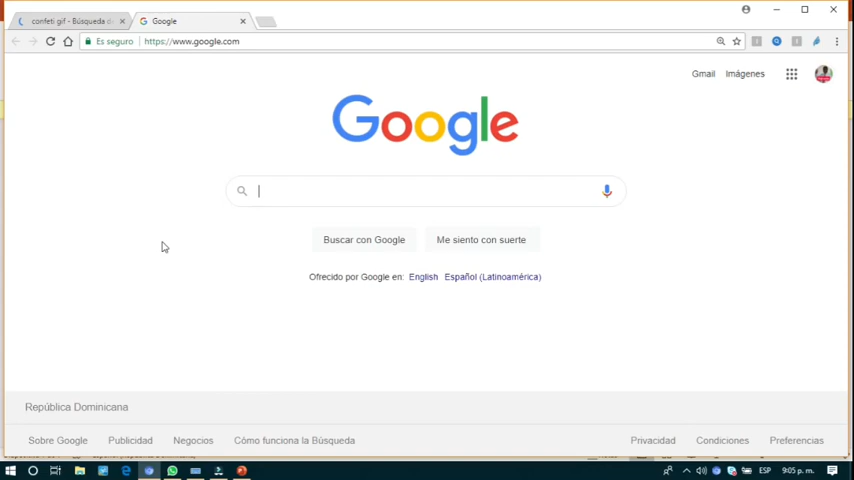 confeti gif - Búsqueda de
Google
Es seguro
https://www.google.com
Gmail
Imágenes
Google
Buscar con Google
Me siento con suerte
Ofrecido por Google en: English Español (Latinoamérica)
República Dominicana
Sobre Google
Publicidad
Negocios
Cómo funciona la Búsqueda
Privacidad
Condiciones
Preferencias
ESP
9:05 p. m.